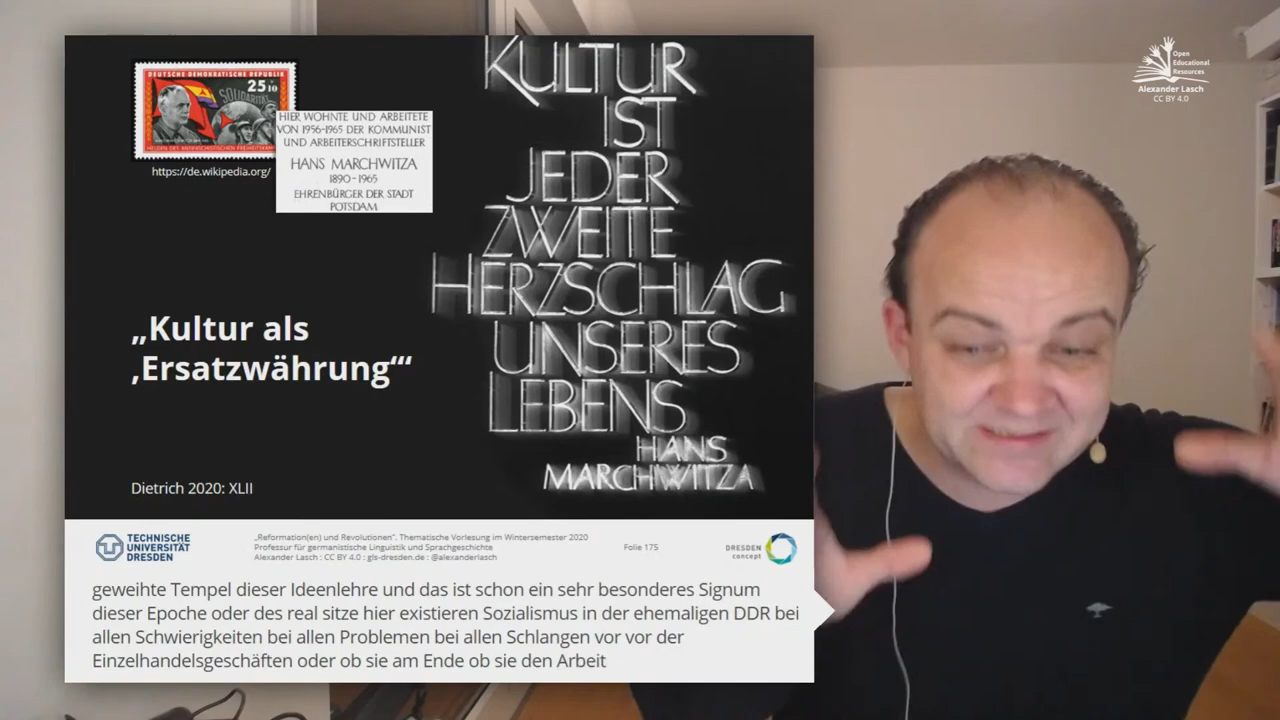 DEUTSCHE DEMOKRATISCHE REPUBLIK
25+10
SOLIDARITÄT
https://de.wikipedia.org/
HIER WOHNTE UND ARBEITETE
VON 1956-1965 DER KOMMUNIST
UND ARBEITERSCHRIFTSTELLER
HANS MARCHWITZA
1890-1965
EHRENBÜRGER DER STADT
POTSDAM
KULTUR
IST
JEDER
ZWEITE
HERZSCHLAG
UNSERES
LEBENS
HANS
MARCHWITZA
„Kultur als
‚Ersatzwährung‘“
Dietrich 2020: XLII
TECHNISCHE
UNIVERSITÄT
DRESDEN
„Reformation(en) und Revolutionen“. Thematische Vorlesung im Wintersemester 2020
Professur für germanistische Linguistik und Sprachgeschichte
Alexander Lasch : CC BY 4.0 : gls-dresden.de : @alexanderlasch
Folie 175
DRESDEN
concept
geweihte Tempel dieser Ideenlehre und das ist schon ein sehr besonderes Signum
dieser Epoche oder des real sitze hier existieren Sozialismus in der ehemaligen DDR bei
allen Schwierigkeiten bei allen Problemen bei allen Schlangen vor vor der
Einzelhandelsgeschäften oder ob sie am Ende ob sie den Arbeit
Open
Educational
Resources
Alexander Lasch
CC BY 4.0